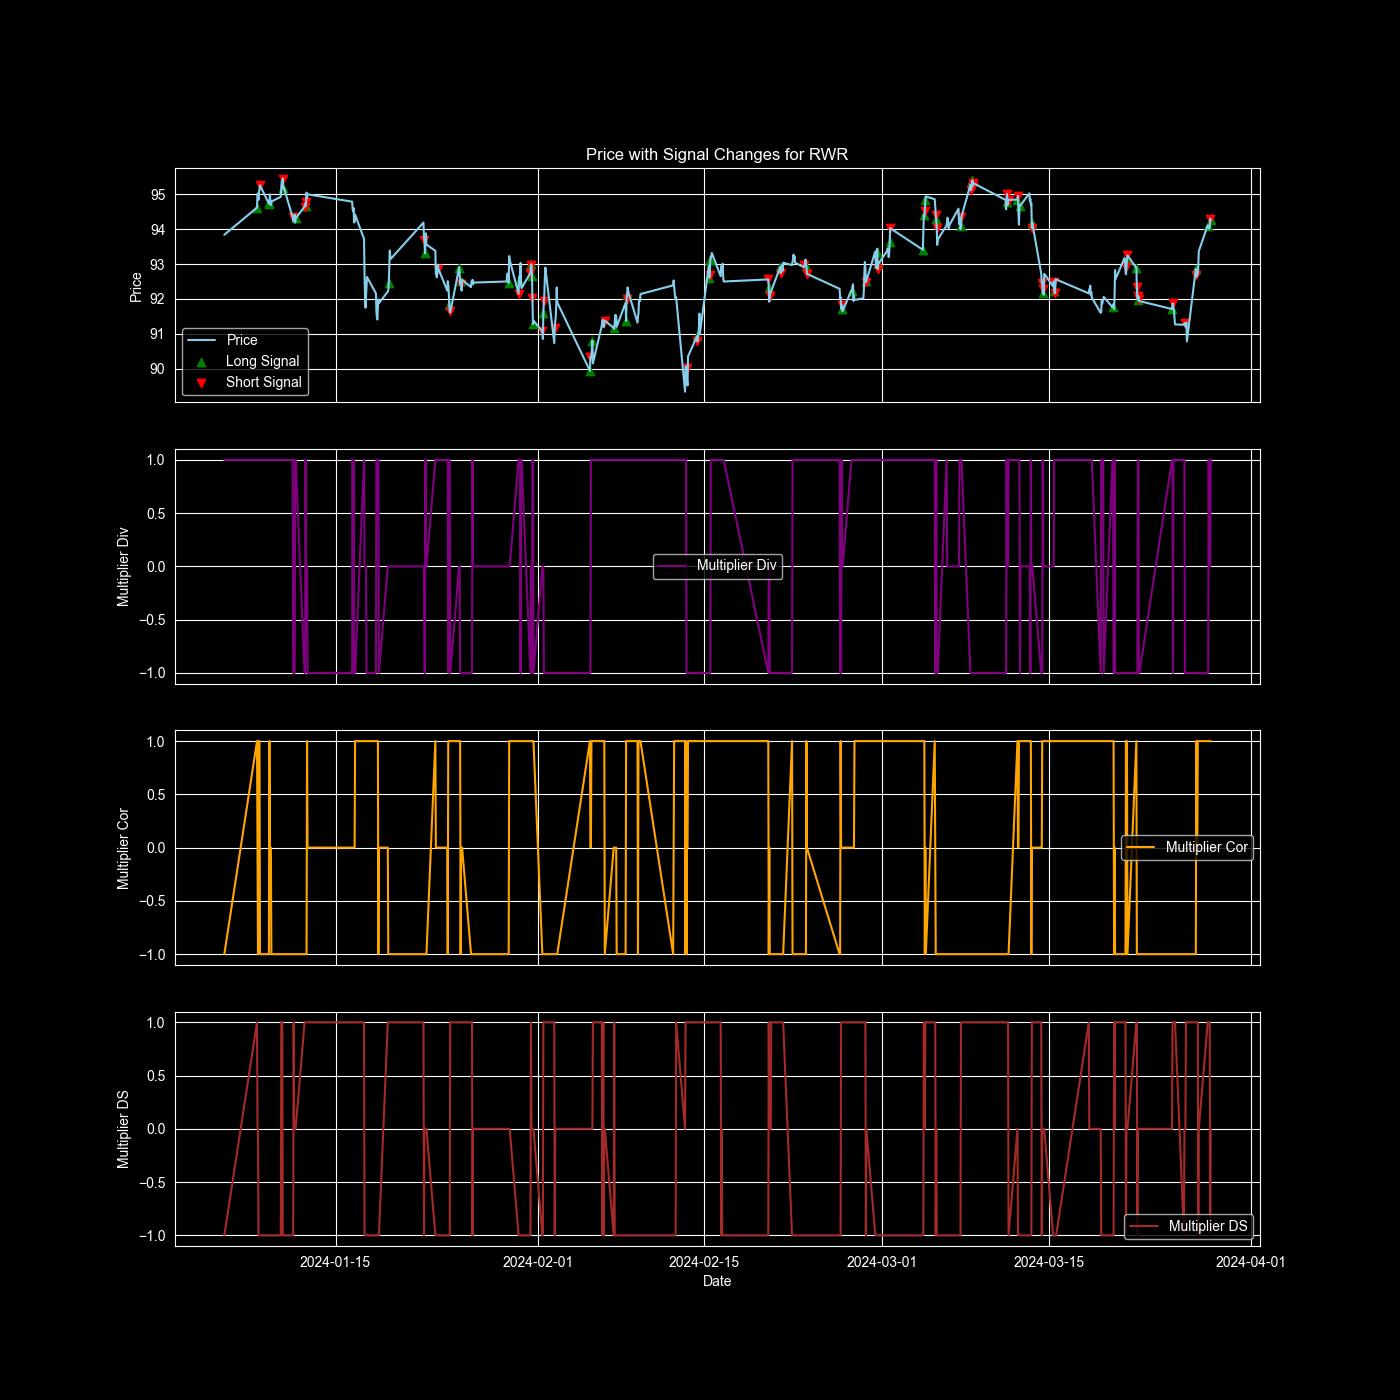 Price with Signal Changes for RWR
95
94
93
92
91
90
Price
Price
Long Signal
Short Signal
1.0
0.5
0.0
−0.5
−1.0
Multiplier Div
Multiplier Div
1.0
0.5
0.0
−0.5
−1.0
Multiplier Cor
Multiplier Cor
1.0
0.5
0.0
−0.5
−1.0
Multiplier DS
Multiplier DS
2024-01-15 2024-02-01 2024-02-15 2024-03-01 2024-03-15 2024-04-01
Date